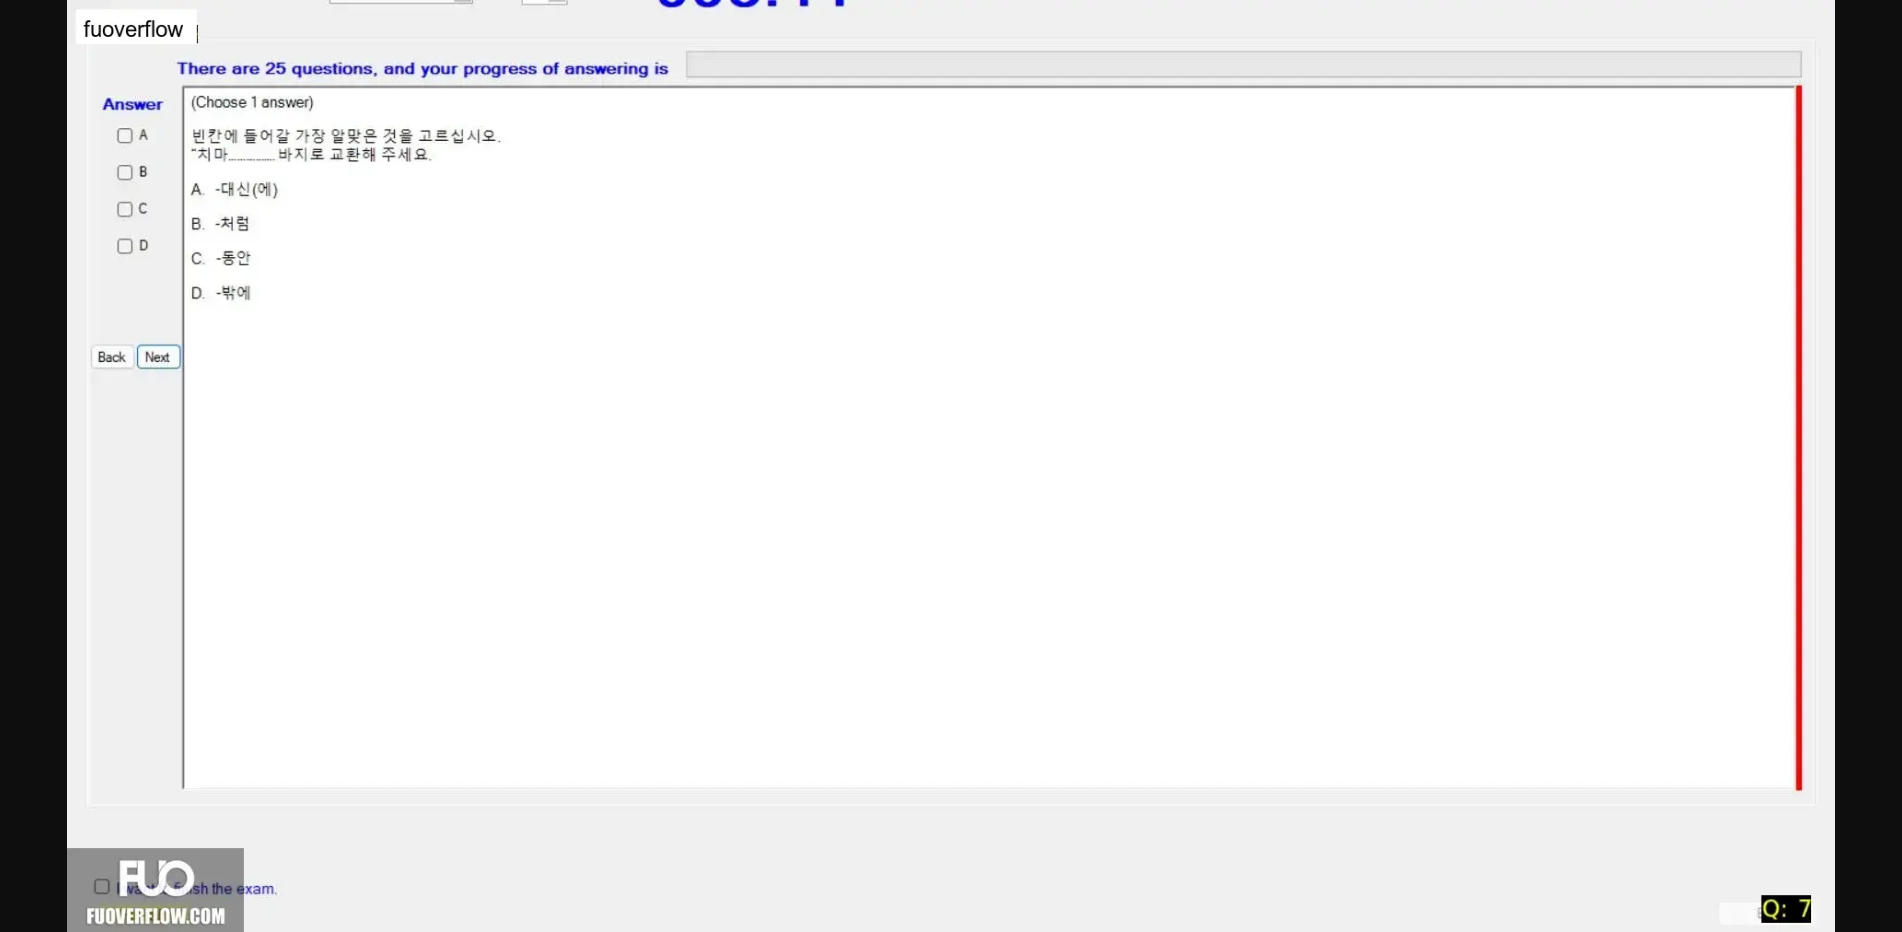 fuoverflow
There are 25 questions, and your progress of answering is
Answer
(Choose 1 answer)
A
빈칸에 들어갈 가장 알맞은 것을 고르십시오.
"치마................ 바지로 교환해 주세요.
B
A. -대신(에)
C
B. -처럼
D
C. -동안
D. -밖에
Back
Next
FUO
finish the exam.
FUOVERFLOW.COM
Q: 7